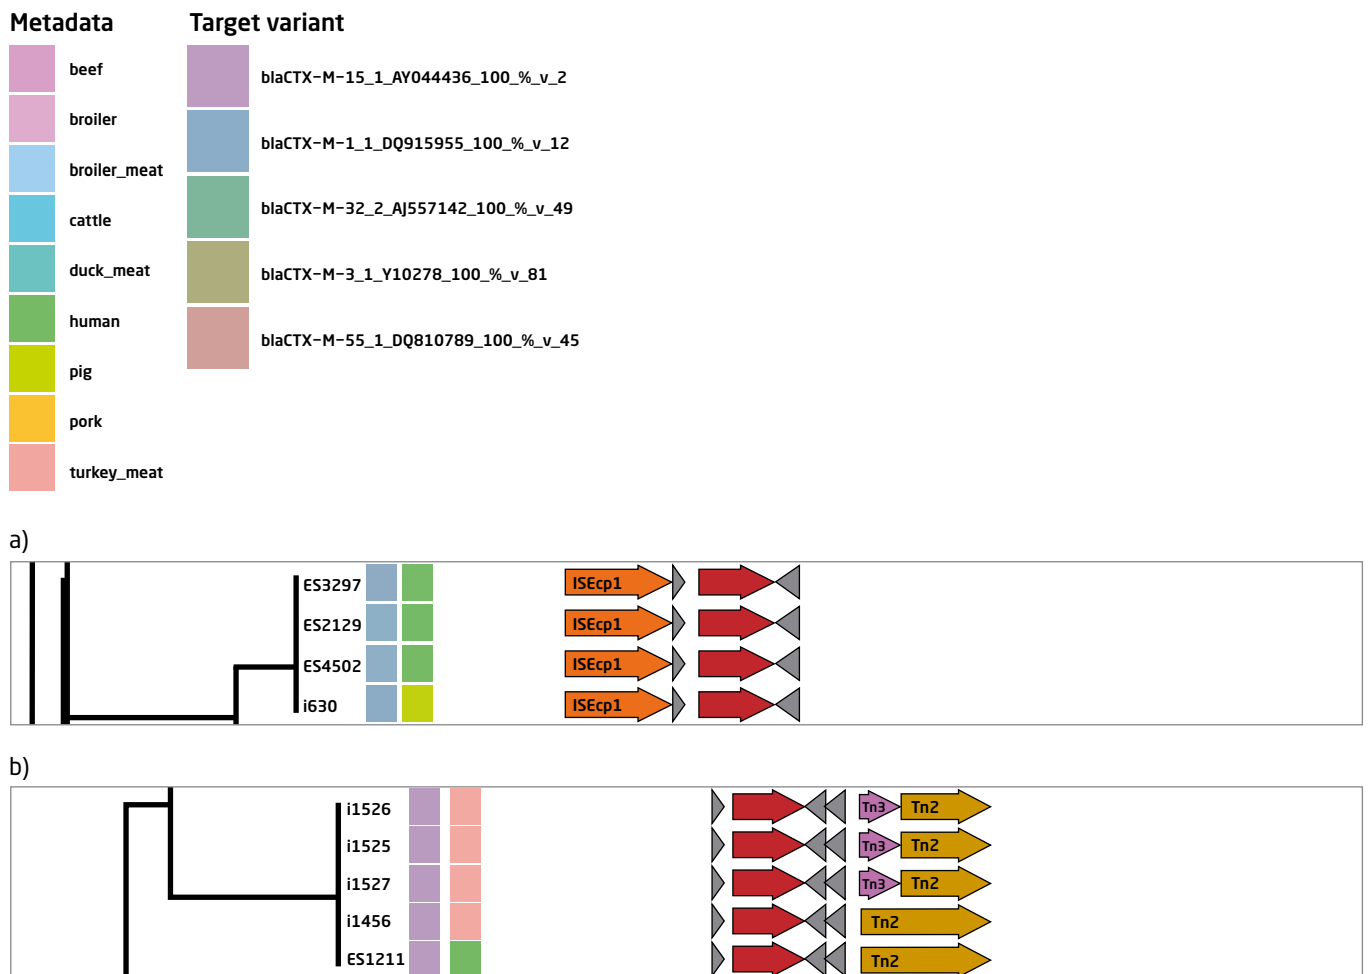 Metadata
beef
broiler
broiler_meat
cattle
duck_meat
human
pig
pork
turkey_meat
Target variant
blaCTX-M-15_1_AY044436_100_%_v_2
blaCTX-M-1_1_DQ915955_100_%_v_12
blaCTX-M-32_2_AJ557142_100_%_v_49
blaCTX-M-3_1_Y10278_100_%_v_81
blaCTX-M-55_1_DQ810789_100_%_v_45
a)
ES3297 ISEcp1
ES2129 ISEcp1
ES4502 ISEcp1
i630 ISEcp1
b)
i1526 Tn3 Tn2
i1525 Tn3 Tn2
i1527 Tn3 Tn2
i1456 Tn2
ES1211 Tn2